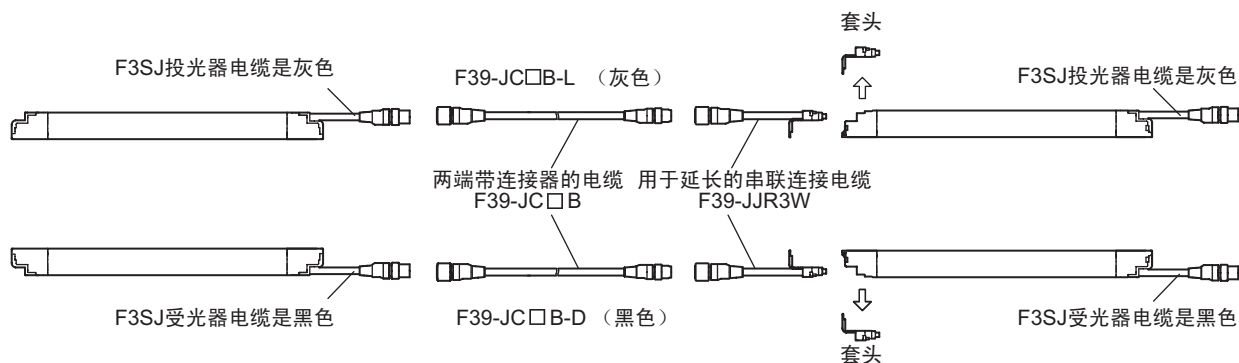 套头
F3SJ投光器电缆是灰色
F39-JC□B-L （灰色）
F3SJ投光器电缆是灰色
两端带连接器的电缆
F39-JC□B
用于延长的串联连接电缆
F39-JJR3W
F3SJ受光器电缆是黑色
F39-JC□B-D （黑色）
F3SJ受光器电缆是黑色
套头